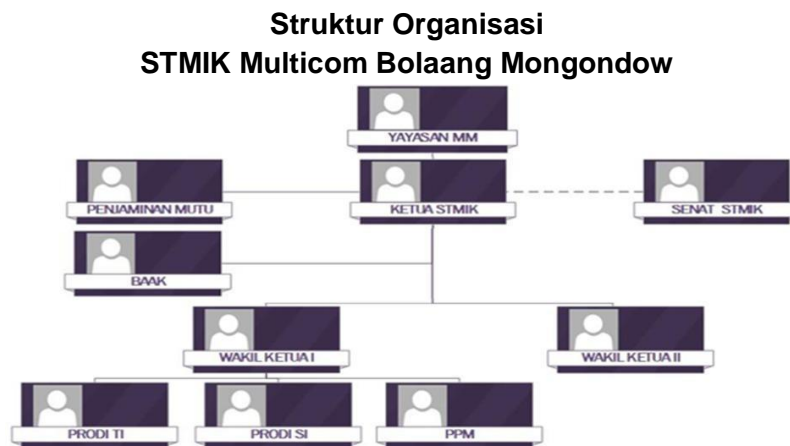 Struktur Organisasi
STMIK Multicom Bolaang Mongondow
YAYASAN MM
PENJAMINAN MUTU
KETUA STMIK
SENAT STMIK
BAAK
WAKIL KETUA I
WAKIL KETUA II
PRODI TI
PRODI SI
PPM